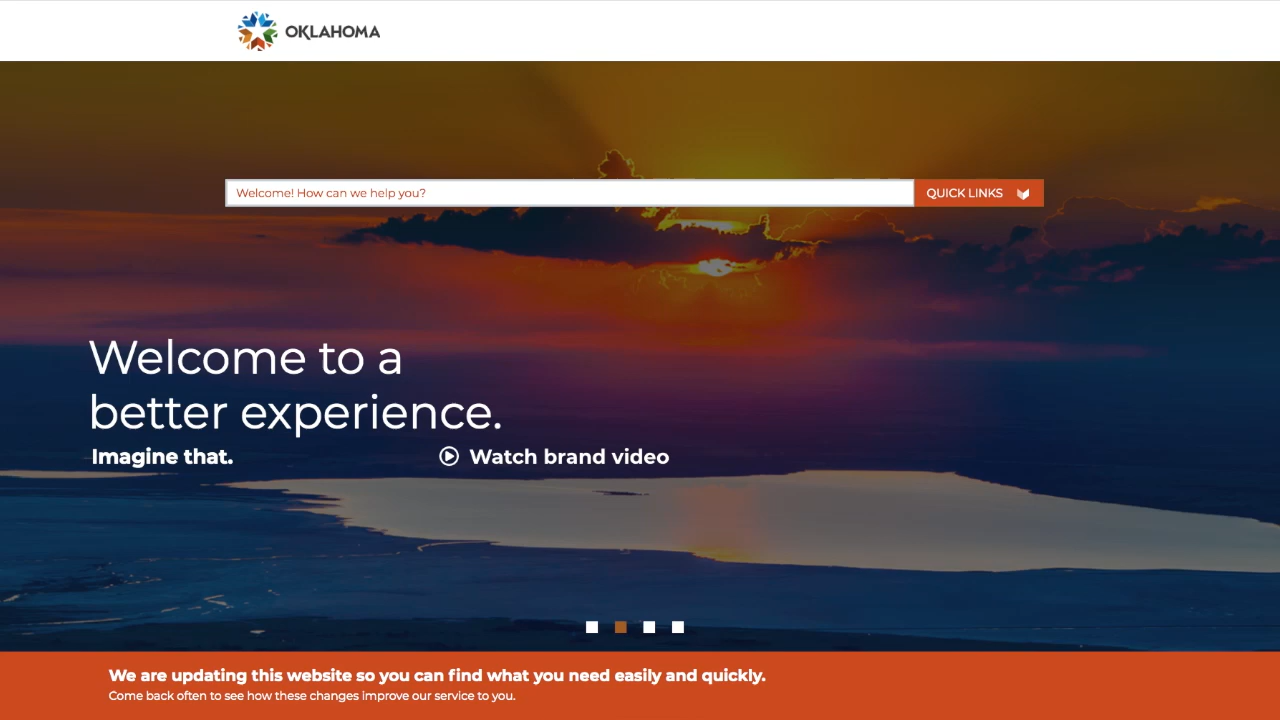 OKLAHOMA
Welcome! How can we help you?
QUICK LINKS
Welcome to a
better experience.
Imagine that.
Watch brand video
We are updating this website so you can find what you need easily and quickly.
Come back often to see how these changes improve our service to you.